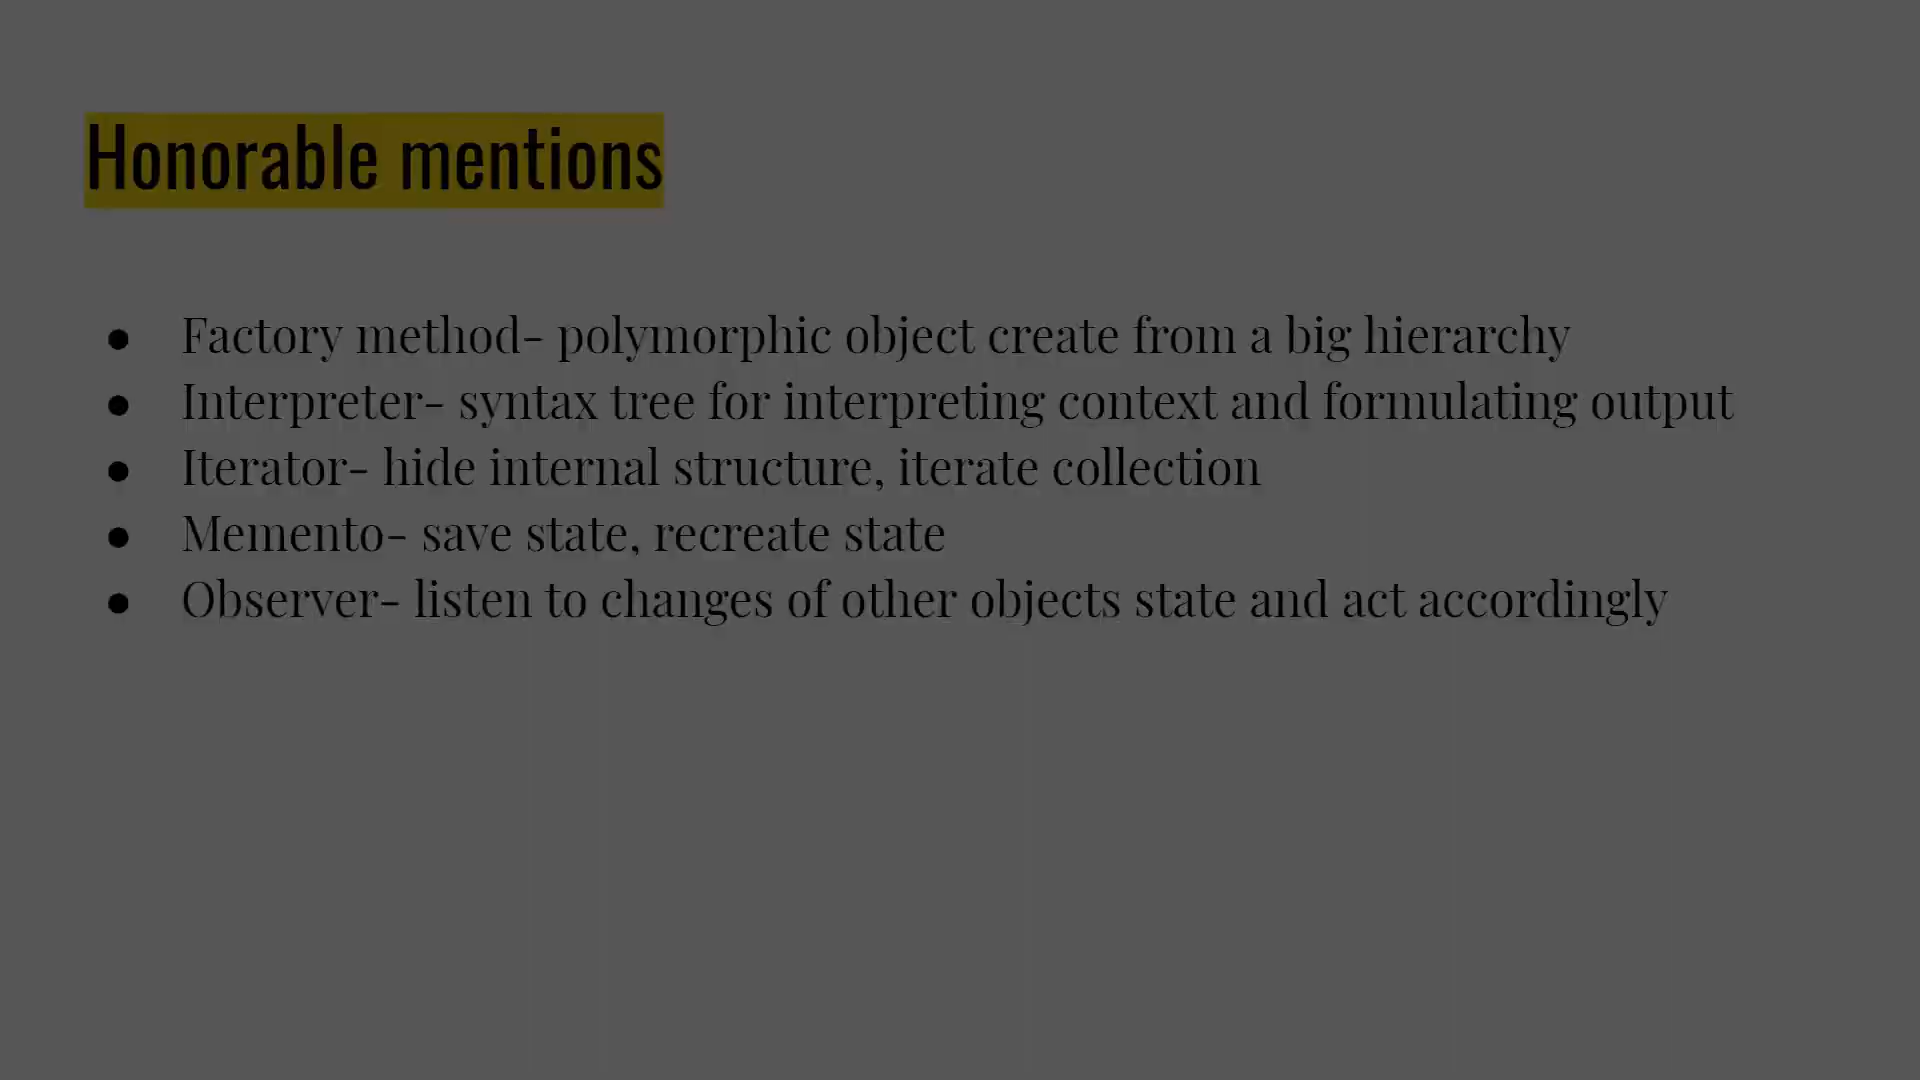 Honorable mentions
● Factory method- polymorphic object create from a big hierarchy
● Interpreter- syntax tree for interpreting context and formulating output
● Iterator- hide internal structure, iterate collection
● Memento- save state, recreate state
● Observer- listen to changes of other objects state and act accordingly